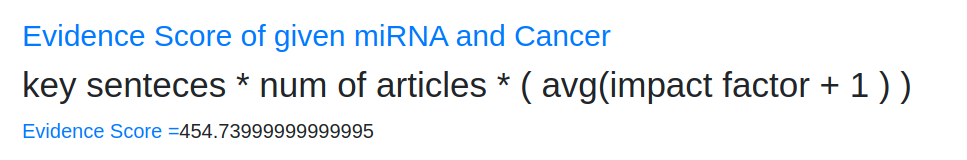 Evidence Score of given miRNA and Cancer
key senteces * num of articles * ( avg(impact factor + 1 ) )
Evidence Score =454.73999999999995